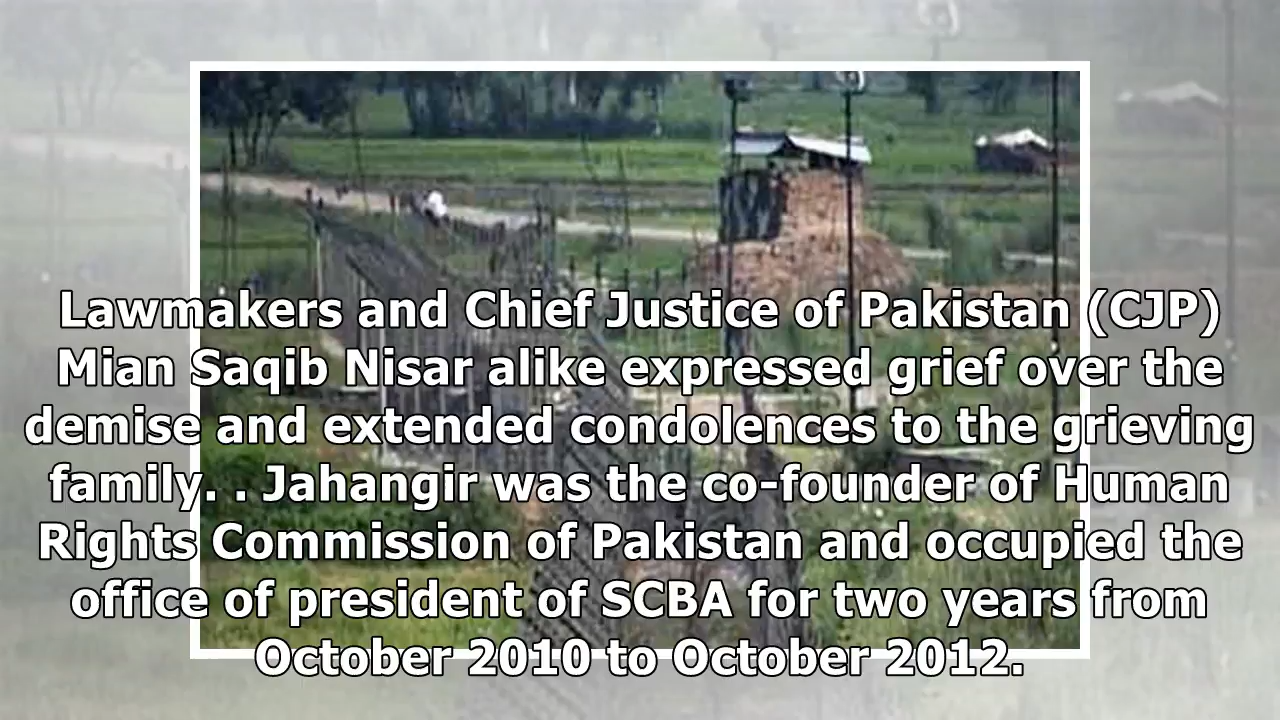 Lawmakers and Chief Justice of Pakistan (CJP)
Mian Saqib Nisar alike expressed grief over the
demise and extended condolences to the grieving
family. . Jahangir was the co-founder of Human
Rights Commission of Pakistan and occupied the
office of president of SCBA for two years from
October 2010 to October 2012.